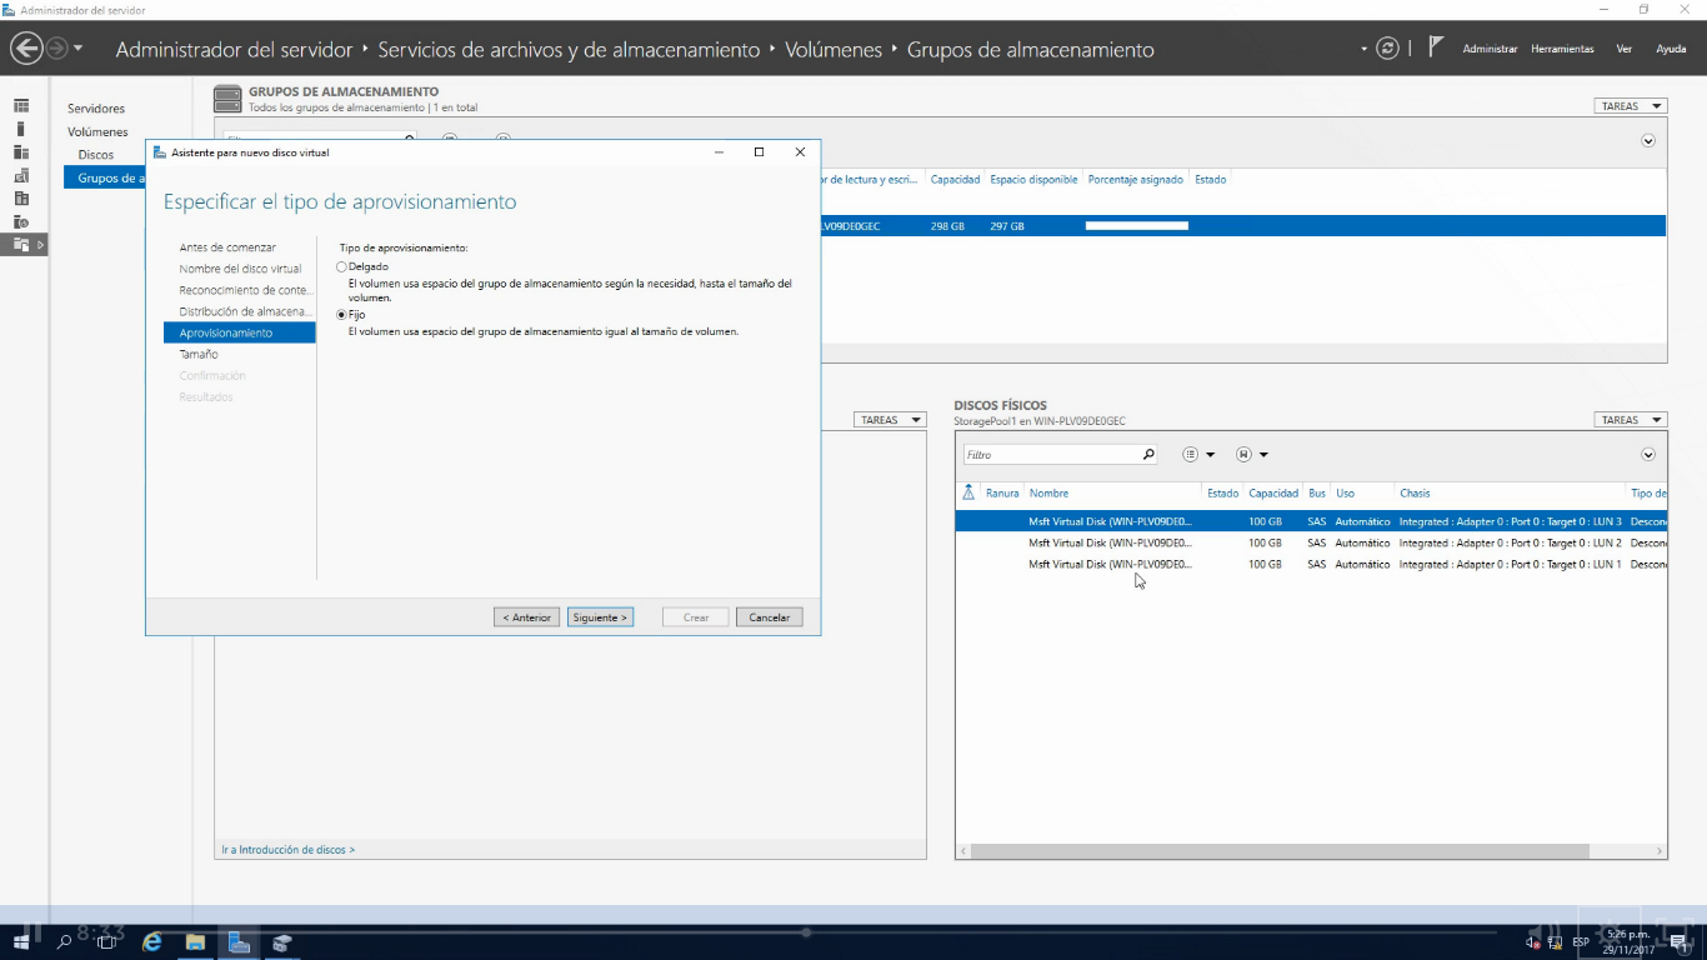 Administrador del servidor
Administrador del servidor • Servicios de archivos y de almacenamiento • Volúmenes • Grupos de almacenamiento
Administrar Herramientas Ver Ayuda
Servidores
Volúmenes
Discos
Grupos de a
GRUPOS DE ALMACENAMIENTO
Todos los grupos de almacenamiento | 1 en total
TAREAS
or de lectura y escri... Capacidad Espacio disponible Porcentaje asignado Estado
LV09DE0GEC 298 GB 297 GB
Asistente para nuevo disco virtual
Especificar el tipo de aprovisionamiento
Antes de comenzar
Nombre del disco virtual
Reconocimiento de conte...
Distribución de almacena...
Aprovisionamiento
Tamaño
Confirmación
Resultados
Tipo de aprovisionamiento:
Delgado
El volumen usa espacio del grupo de almacenamiento según la necesidad, hasta el tamaño del
volumen.
Fijo
El volumen usa espacio del grupo de almacenamiento igual al tamaño de volumen.
< Anterior Siguiente > Crear Cancelar
TAREAS
Ir a Introducción de discos >
DISCOS FÍSICOS
StoragePool1 en WIN-PLV09DE0GEC
TAREAS
Filtro
Ranura Nombre Estado Capacidad Bus Uso Chasis Tipo de
Msft Virtual Disk (WIN-PLV09DE0... 100 GB SAS Automático Integrated : Adapter 0 : Port 0 : Target 0 : LUN 3 Descon
Msft Virtual Disk (WIN-PLV09DE0... 100 GB SAS Automático Integrated : Adapter 0 : Port 0 : Target 0 : LUN 2 Descon
Msft Virtual Disk (WIN-PLV09DE0... 100 GB SAS Automático Integrated : Adapter 0 : Port 0 : Target 0 : LUN 1 Descon
8:33
ESP
5:26 p.m.
29/11/2017